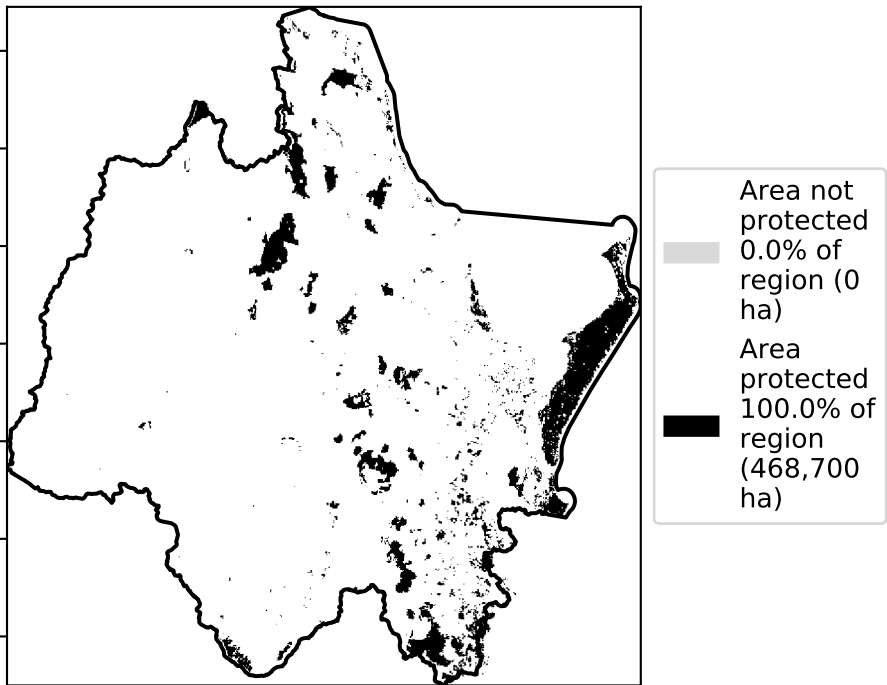 Area not
protected
0.0% of
region (0
ha)
Area
protected
100.0% of
region
(468,700
ha)